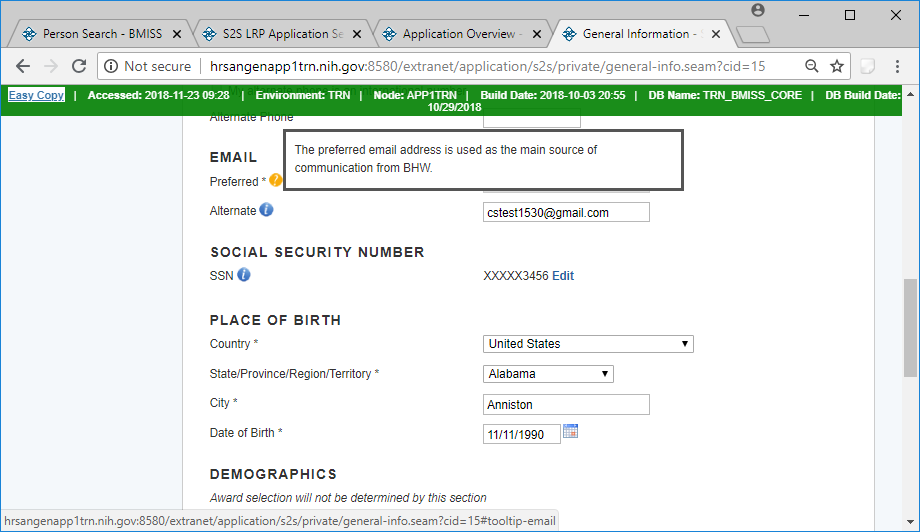 Person Search - BMISS
S2S LRP Application Se
Application Overview -
General Information -
Not secure
hrsangenapp1trn.nih.gov:8580/extranet/application/s2s/private/general-info.seam?cid=15
Easy Copy | Accessed: 2018-11-23 09:28 | Environment: TRN | Node: APP1TRN | Build Date: 2018-10-03 20:55 | DB Name: TRN_BMISS_CORE | DB Build Date:
10/29/2018
Alternate Phone
The preferred email address is used as the main source of
communication from BHW.
EMAIL
Preferred * ?
Alternate i
cstest1530@gmail.com
SOCIAL SECURITY NUMBER
SSN i
XXXXX3456 Edit
PLACE OF BIRTH
Country *
United States
State/Province/Region/Territory *
Alabama
City *
Anniston
Date of Birth *
11/11/1990
DEMOGRAPHICS
Award selection will not be determined by this section
hrsangenapp1trn.nih.gov:8580/extranet/application/s2s/private/general-info.seam?cid=15#tooltip-email